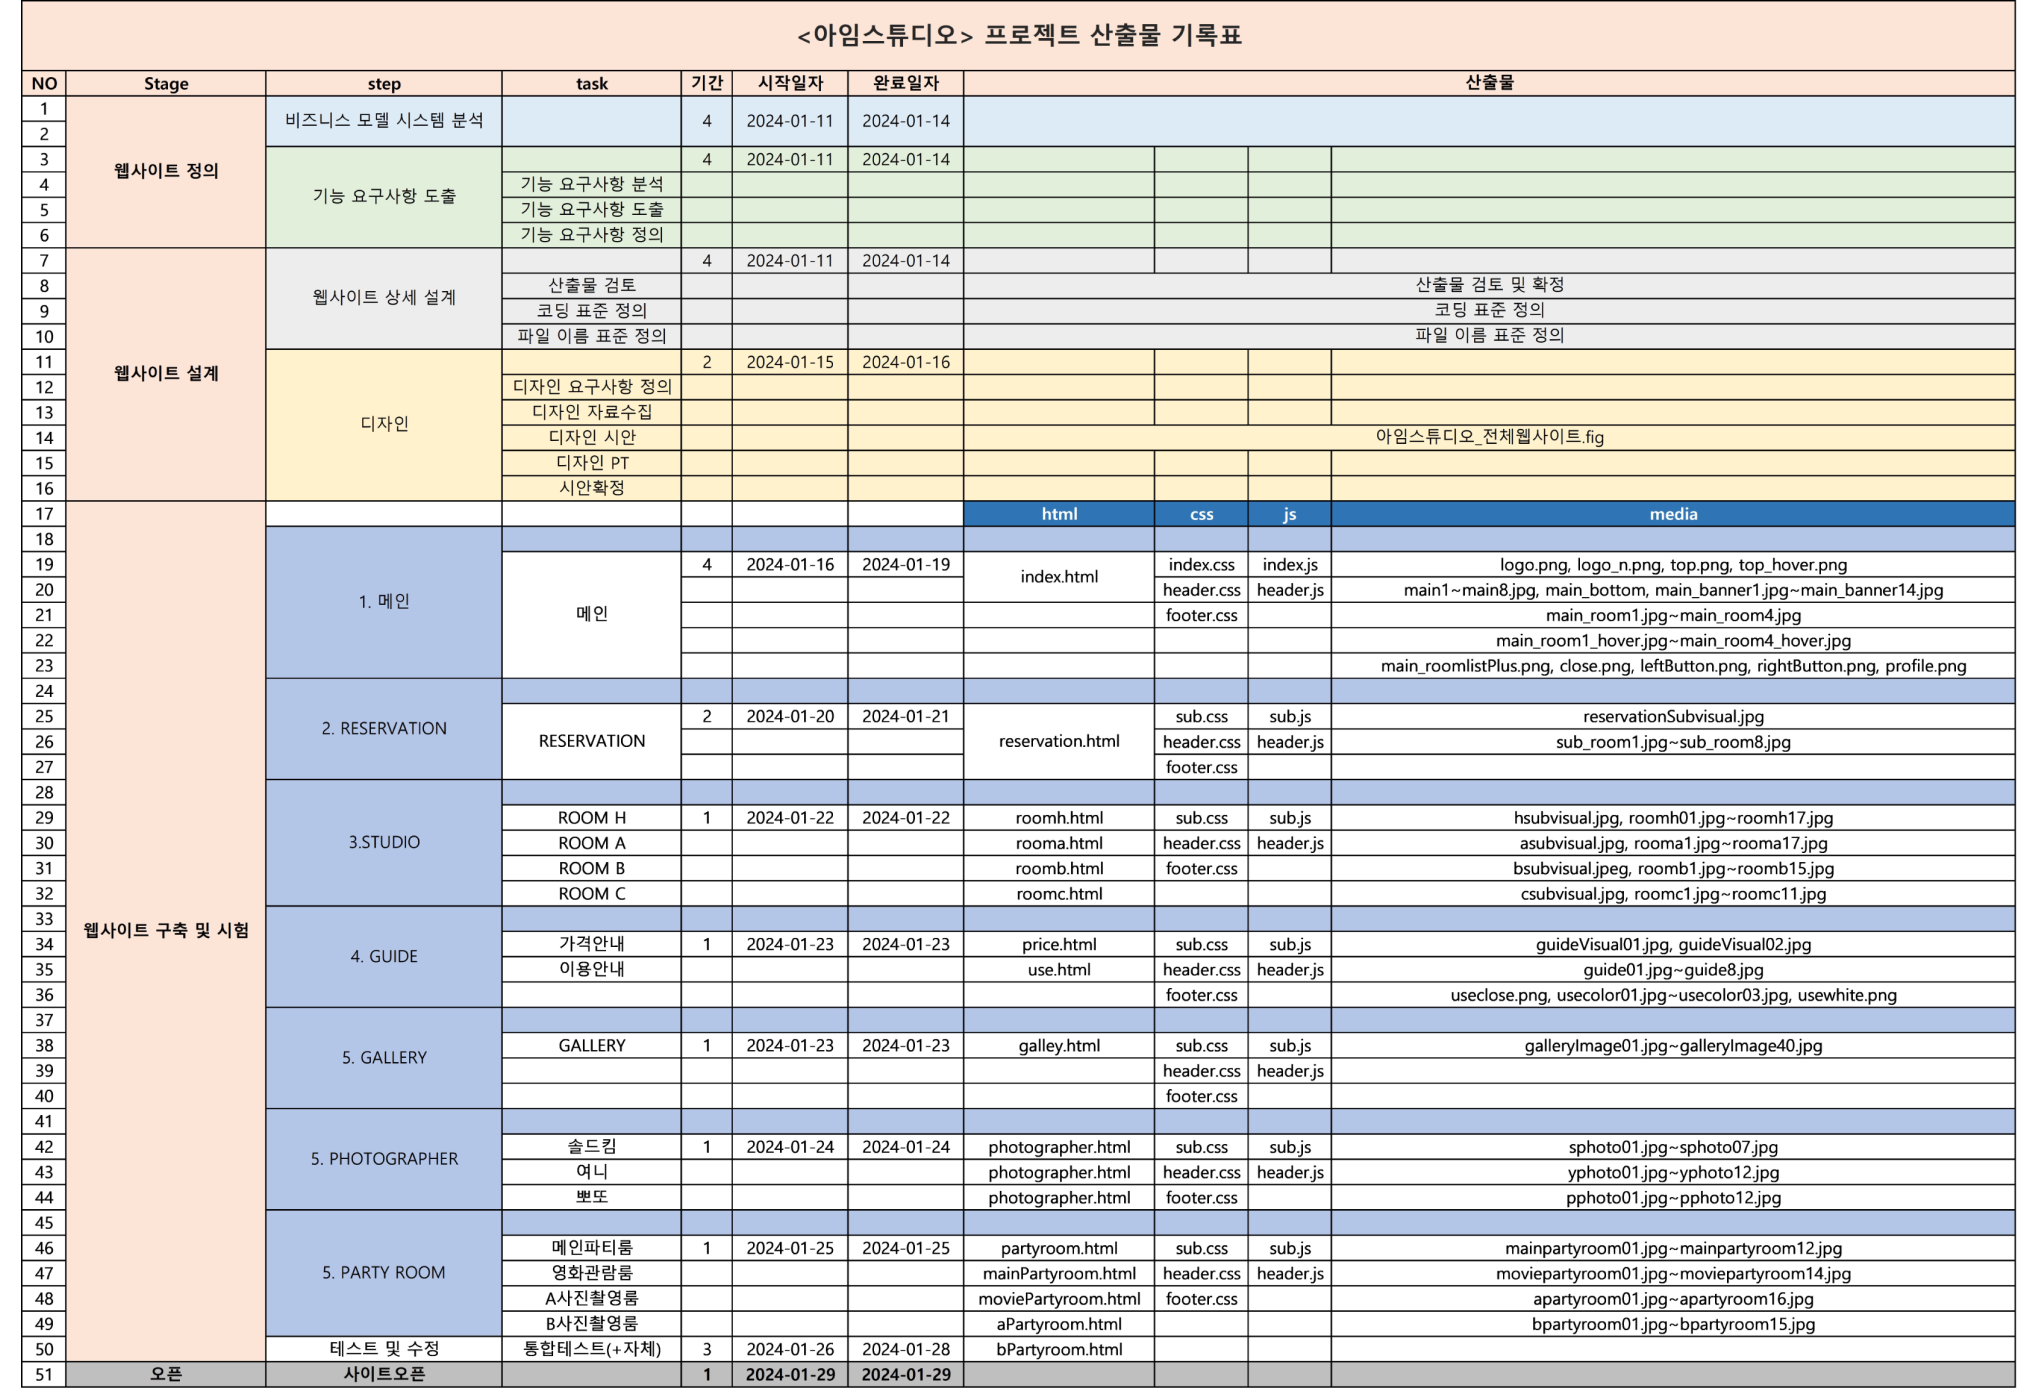 <아임스튜디오> 프로젝트 산출물 기록표
NO Stage step task 기간 시작일자 완료일자 산출물
1 웹사이트 정의 비즈니스 모델 시스템 분석 4 2024-01-11 2024-01-14
2
3 기능 요구사항 도출 4 2024-01-11 2024-01-14
4 기능 요구사항 분석
5 기능 요구사항 도출
6 기능 요구사항 정의
7 웹사이트 설계 웹사이트 상세 설계 4 2024-01-11 2024-01-14
8 산출물 검토 산출물 검토 및 확정
9 코딩 표준 정의 코딩 표준 정의
10 파일 이름 표준 정의 파일 이름 표준 정의
11 디자인 2 2024-01-15 2024-01-16
12 디자인 요구사항 정의
13 디자인 자료수집
14 디자인 시안 아임스튜디오_전체웹사이트.fig
15 디자인 PT
16 시안확정
17 웹사이트 구축 및 시험 html css js media
18 1. 메인
19 메인 4 2024-01-16 2024-01-19 index.html index.css index.js logo.png, logo_n.png, top.png, top_hover.png
20 header.css header.js main1~main8.jpg, main_bottom, main_banner1.jpg~main_banner14.jpg
21 footer.css main_room1.jpg~main_room4.jpg
22 main_room1_hover.jpg~main_room4_hover.jpg
23 main_roomlistPlus.png, close.png, leftButton.png, rightButton.png, profile.png
24 2. RESERVATION
25 RESERVATION 2 2024-01-20 2024-01-21 reservation.html sub.css sub.js reservationSubvisual.jpg
26 header.css header.js sub_room1.jpg~sub_room8.jpg
27 footer.css
28 3.STUDIO
29 ROOM H 1 2024-01-22 2024-01-22 roomh.html sub.css sub.js hsubvisual.jpg, roomh01.jpg~roomh17.jpg
30 ROOM A rooma.html header.css header.js asubvisual.jpg, rooma1.jpg~rooma17.jpg
31 ROOM B roomb.html footer.css bsubvisual.jpeg, roomb1.jpg~roomb15.jpg
32 ROOM C roomc.html csubvisual.jpg, roomc1.jpg~roomc11.jpg
33 4. GUIDE
34 가격안내 1 2024-01-23 2024-01-23 price.html sub.css sub.js guideVisual01.jpg, guideVisual02.jpg
35 이용안내 use.html header.css header.js guide01.jpg~guide8.jpg
36 footer.css useclose.png, usecolor01.jpg~usecolor03.jpg, usewhite.png
37 5. GALLERY
38 GALLERY 1 2024-01-23 2024-01-23 galley.html sub.css sub.js galleryImage01.jpg~galleryImage40.jpg
39 header.css header.js
40 footer.css
41 5. PHOTOGRAPHER
42 솔드킴 1 2024-01-24 2024-01-24 photographer.html sub.css sub.js sphoto01.jpg~sphoto07.jpg
43 여니 photographer.html header.css header.js yphoto01.jpg~yphoto12.jpg
44 뽀또 photographer.html footer.css pphoto01.jpg~pphoto12.jpg
45 5. PARTY ROOM
46 메인파티룸 1 2024-01-25 2024-01-25 partyroom.html sub.css sub.js mainpartyroom01.jpg~mainpartyroom12.jpg
47 영화관람룸 mainPartyroom.html header.css header.js moviepartyroom01.jpg~moviepartyroom14.jpg
48 A사진촬영룸 moviePartyroom.html footer.css apartyroom01.jpg~apartyroom16.jpg
49 B사진촬영룸 aPartyroom.html bpartyroom01.jpg~bpartyroom15.jpg
50 테스트 및 수정 통합테스트(+자체) 3 2024-01-26 2024-01-28 bPartyroom.html
51 오픈 사이트오픈 1 2024-01-29 2024-01-29